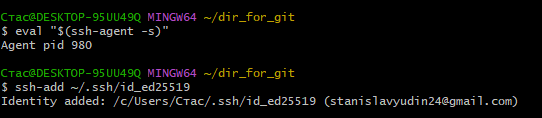 Стас@DESKTOP-95UU49Q MINGW64 ~/dir_for_git
$ eval "$(ssh-agent -s)"
Agent pid 980
Стас@DESKTOP-95UU49Q MINGW64 ~/dir_for_git
$ ssh-add ~/.ssh/id_ed25519
Identity added: /c/Users/Стас/.ssh/id_ed25519 (stanislavyudin24@gmail.com)